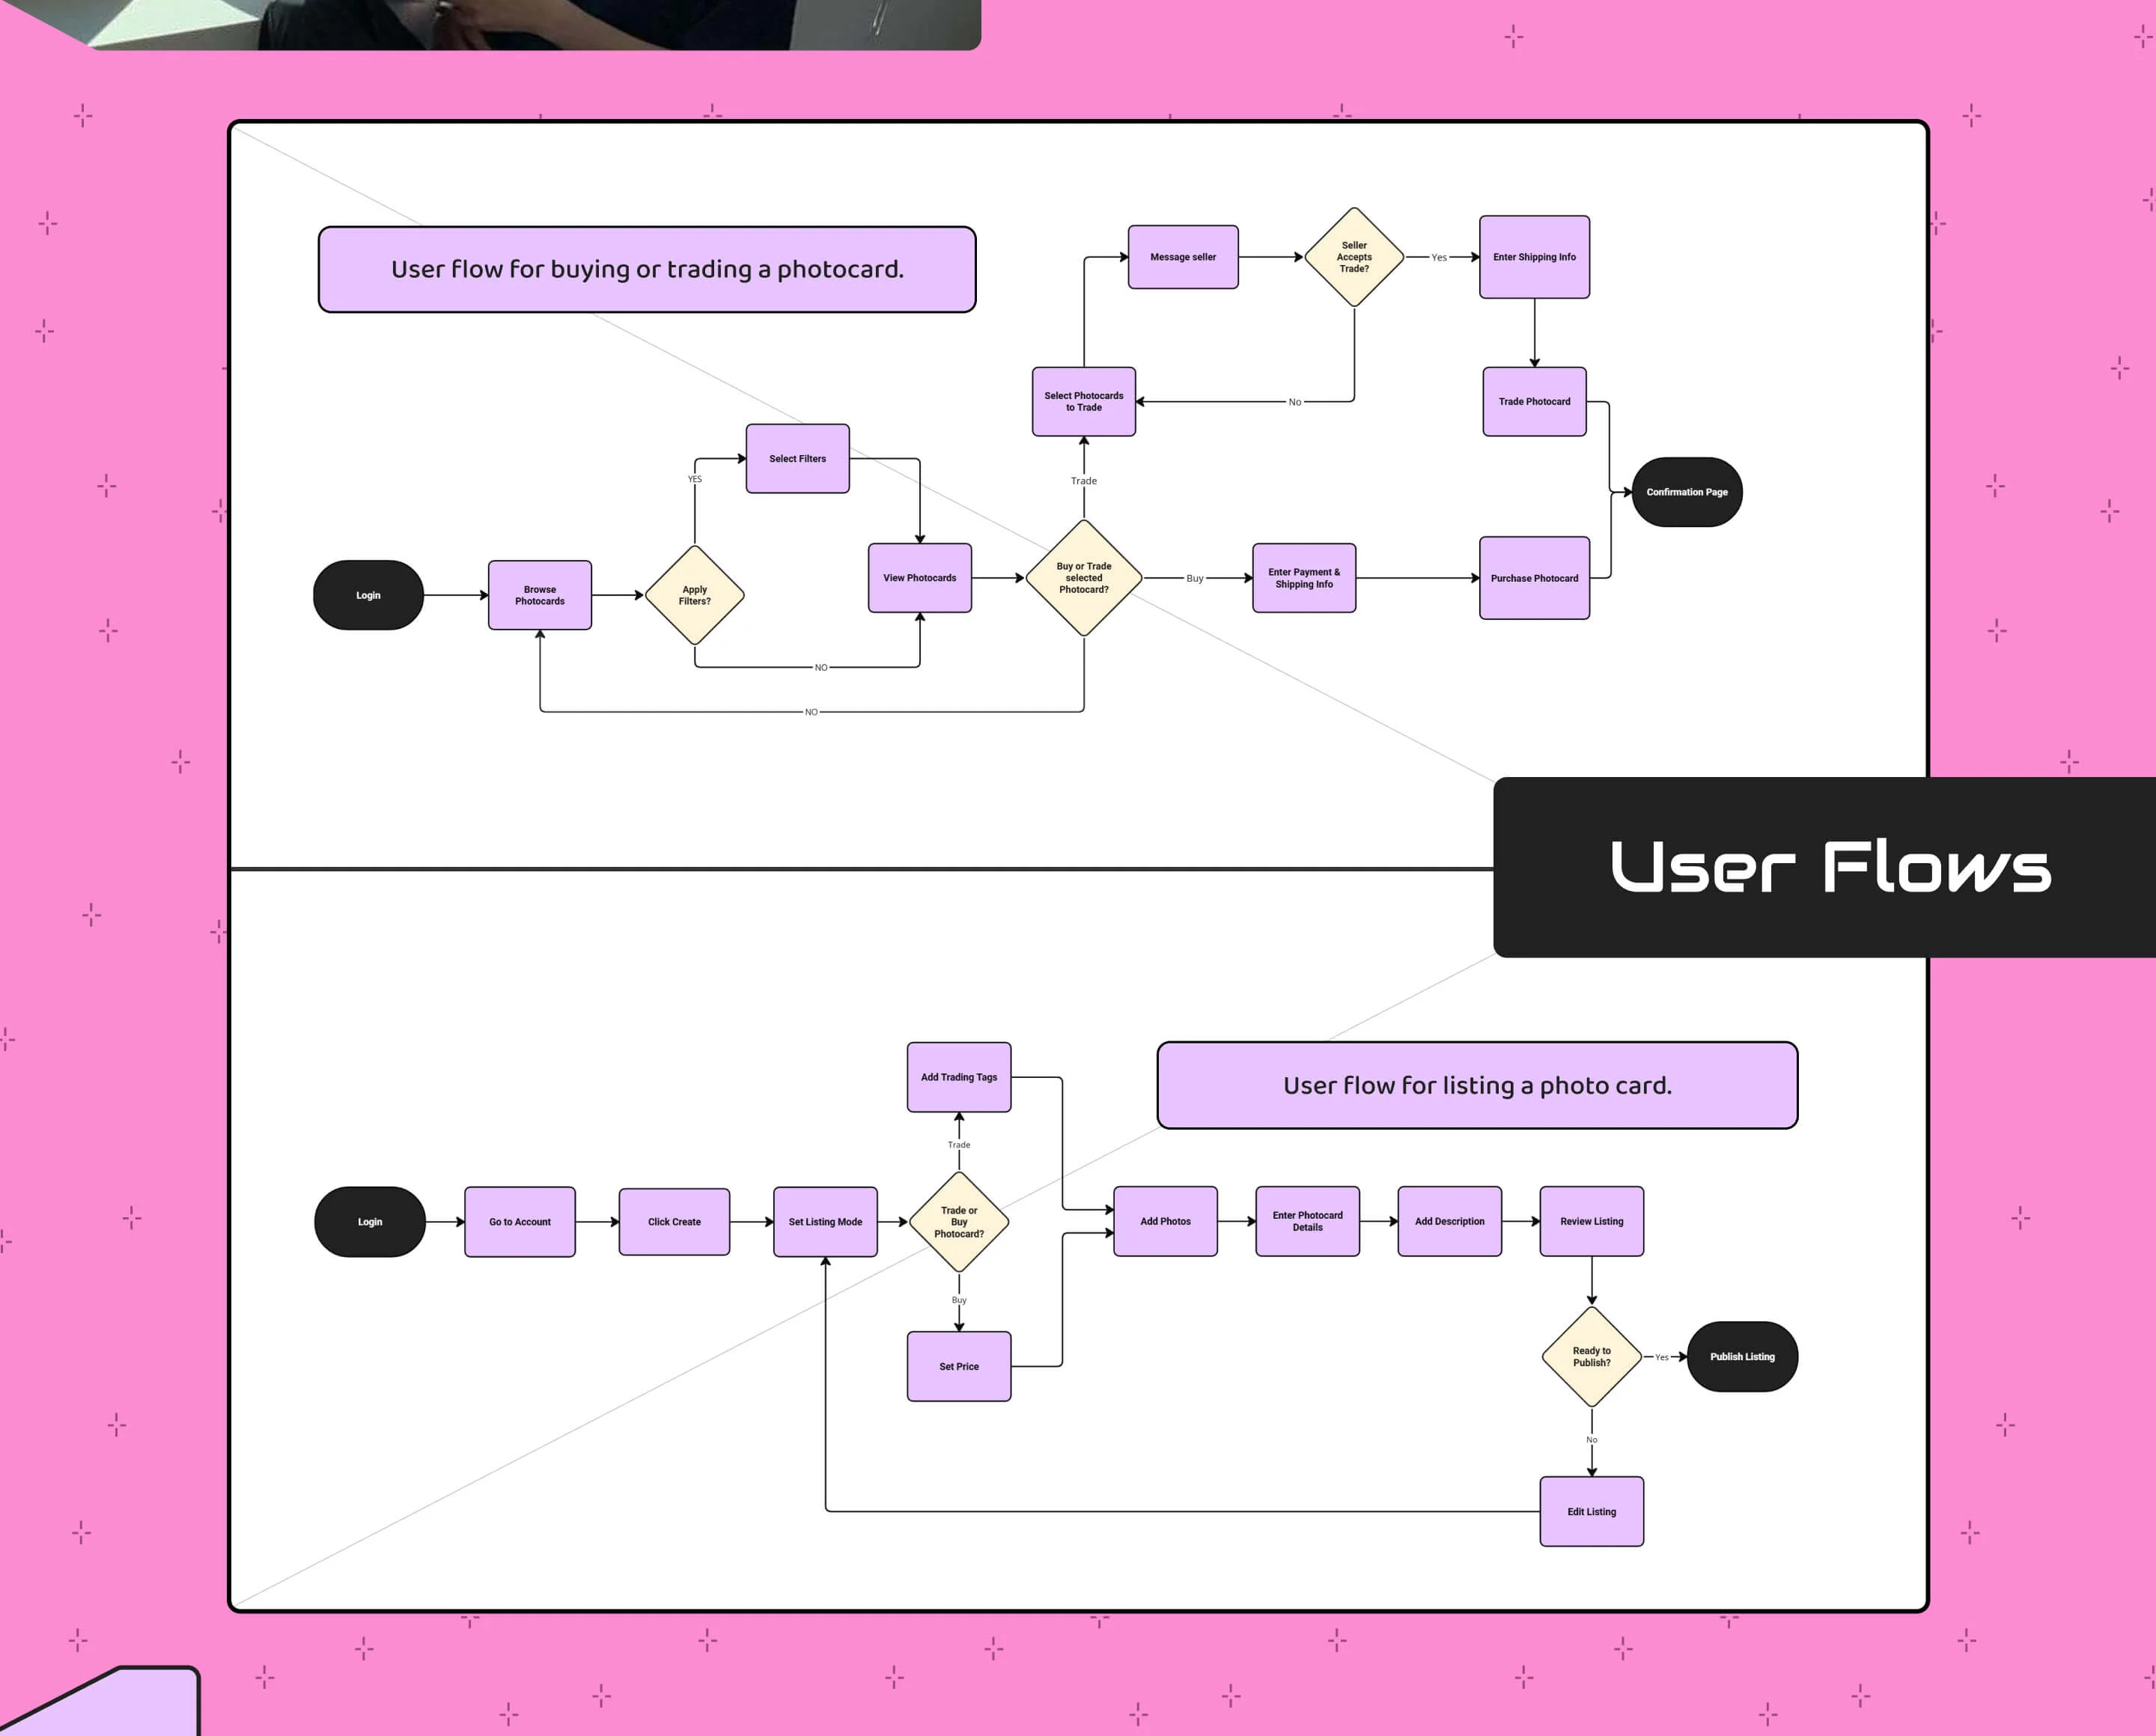 User flow for buying or trading a photocard.
Message seller
Seller
Accepts
Trade?
Yes
Enter Shipping Info
Select Photocards
to Trade
No
Trade Photocard
Select Filters
YES
Trade
Confirmation Page
Login
Browse
Photocards
Apply
Filters?
View Photocards
Buy or Trade
selected
Photocard?
Buy
Enter Payment &
Shipping Info
Purchase Photocard
NO
NO
User Flows
Add Trading Tags
User flow for listing a photo card.
Trade
Login
Go to Account
Click Create
Set Listing Mode
Trade or
Buy
Photocard?
Add Photos
Enter Photocard
Details
Add Description
Review Listing
Buy
Set Price
Ready to
Publish?
Yes
Publish Listing
No
Edit Listing